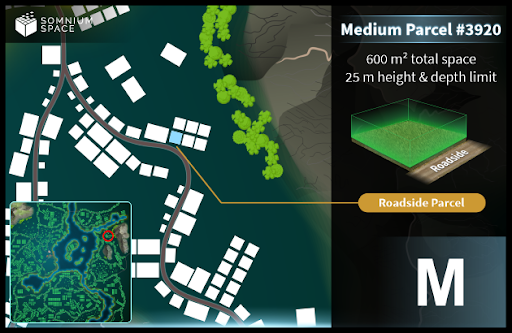 SOMNIUM
SPACE
Medium Parcel #3920
600 m² total space
25 m height & depth limit
Roadside
Roadside Parcel
M